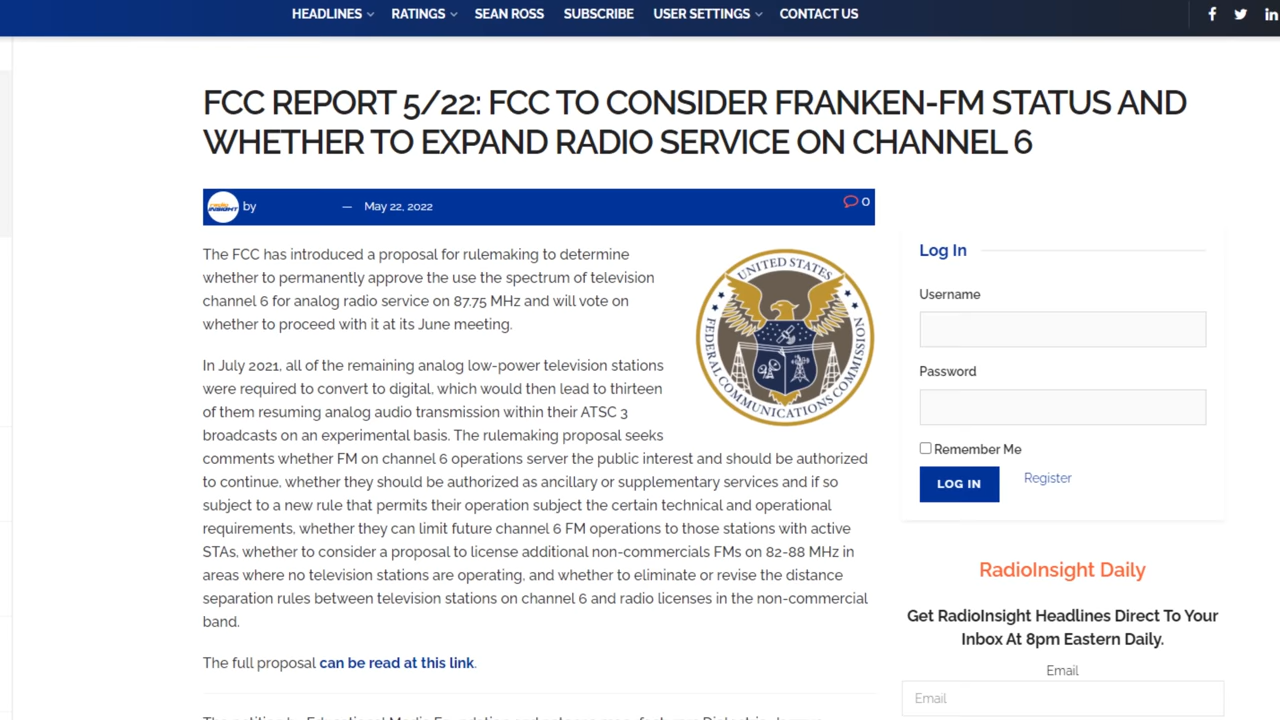 HEADLINES RATINGS SEAN ROSS SUBSCRIBE USER SETTINGS CONTACT US
FCC REPORT 5/22: FCC TO CONSIDER FRANKEN-FM STATUS AND
WHETHER TO EXPAND RADIO SERVICE ON CHANNEL 6
radio INSIGHT by — May 22, 2022 0
The FCC has introduced a proposal for rulemaking to determine
whether to permanently approve the use the spectrum of television
channel 6 for analog radio service on 87.75 MHz and will vote on
whether to proceed with it at its June meeting.
In July 2021, all of the remaining analog low-power television stations
were required to convert to digital, which would then lead to thirteen
of them resuming analog audio transmission within their ATSC 3
broadcasts on an experimental basis. The rulemaking proposal seeks
comments whether FM on channel 6 operations server the public interest and should be authorized
to continue, whether they should be authorized as ancillary or supplementary services and if so
subject to a new rule that permits their operation subject the certain technical and operational
requirements, whether they can limit future channel 6 FM operations to those stations with active
STAs, whether to consider a proposal to license additional non-commercials FMs on 82-88 MHz in
areas where no television stations are operating, and whether to eliminate or revise the distance
separation rules between television stations on channel 6 and radio licenses in the non-commercial
band.
The full proposal can be read at this link.
UNITED STATES
FEDERAL COMMUNICATIONS COMMISSION
Log In
Username
Password
Remember Me
LOG IN Register
RadioInsight Daily
Get RadioInsight Headlines Direct To Your
Inbox At 8pm Eastern Daily.
Email
Email